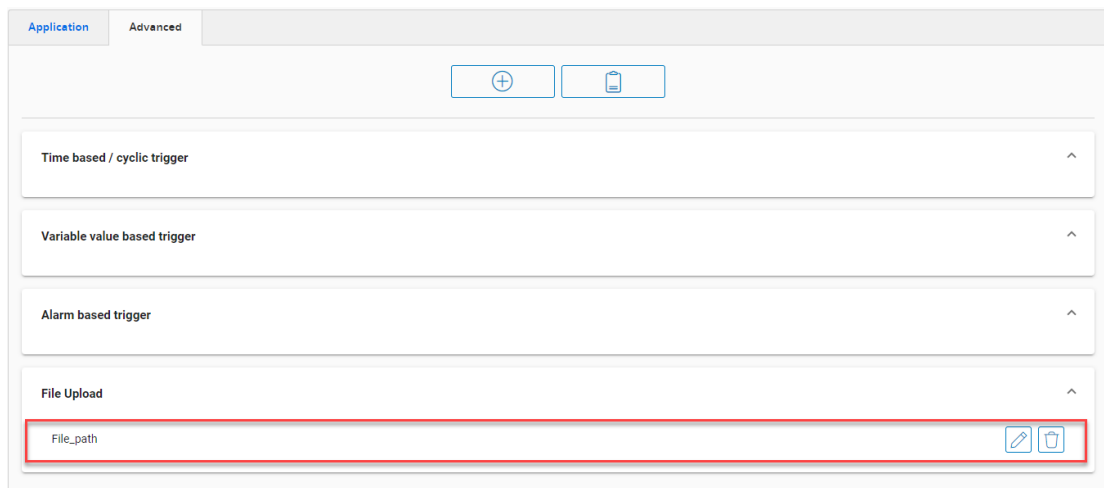 Application
Advanced
Time based / cyclic trigger
Variable value based trigger
Alarm based trigger
File Upload
File_path